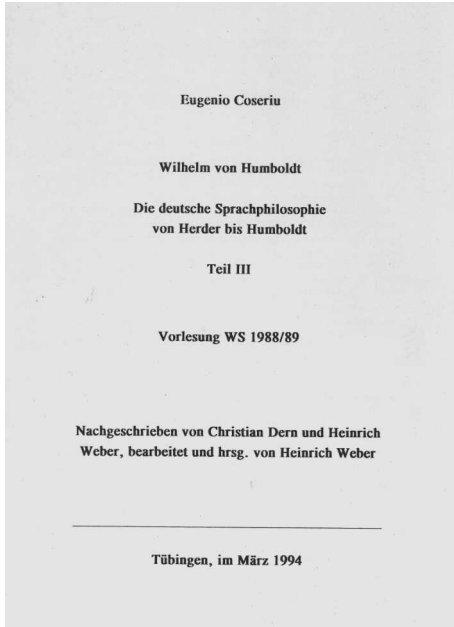 Eugenio Coseriu
Wilhelm von Humboldt
Die deutsche Sprachphilosophie
von Herder bis Humboldt
Teil III
Vorlesung WS 1988/89
Nachgeschrieben von Christian Dern und Heinrich
Weber, bearbeitet und hrsg. von Heinrich Weber
Tübingen, im März 1994